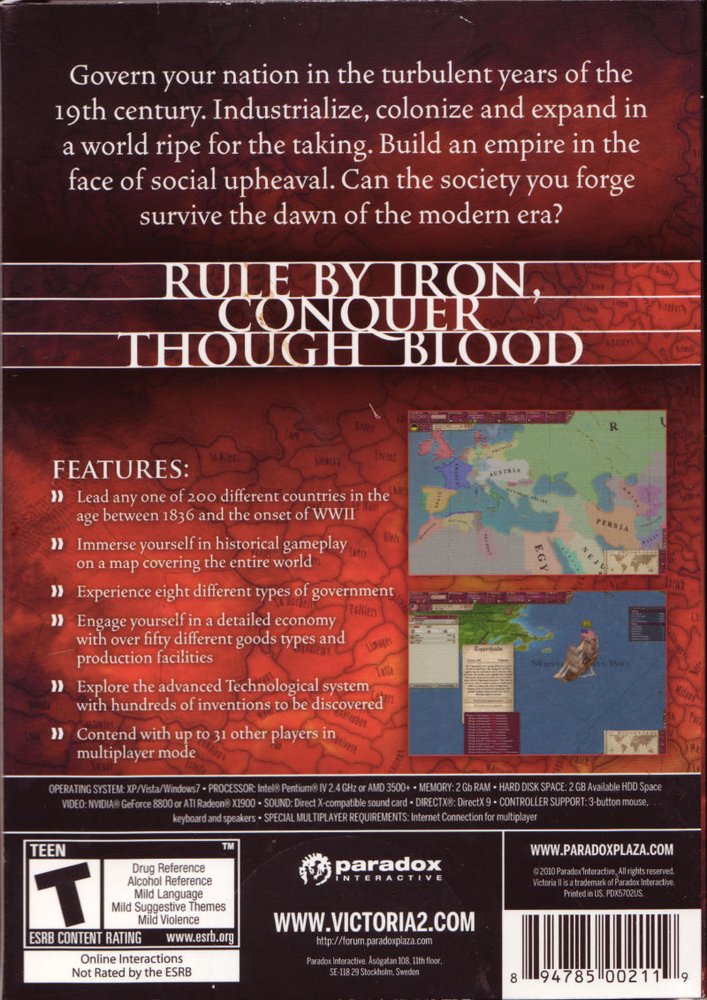 Govern your nation in the turbulent years of the
19th century. Industrialize, colonize and expand in
a world ripe for the taking. Build an empire in the
face of social upheaval. Can the society you forge
survive the dawn of the modern era?
RULE BY IRON,
CONQUER
THOUGH BLOOD
FEATURES:
» Lead any one of 200 different countries in the
age between 1836 and the onset of WWII
» Immerse yourself in historical gameplay
on a map covering the entire world
» Experience eight different types of government
» Engage yourself in a detailed economy
with over fifty different goods types and
production facilities
» Explore the advanced Technological system
with hundreds of inventions to be discovered
» Contend with up to 31 other players in
multiplayer mode
AUSTRIA
PERSIA
EGY
NEJL
R U
OPERATING SYSTEM: XP/Vista/Windows7 • PROCESSOR: Intel® Pentium® IV 2.4 GHz or AMD 3500+ • MEMORY: 2 Gb RAM • HARD DISK SPACE: 2 GB Available HDD Space
VIDEO: NVIDIA® GeForce 8800 or ATI Radeon® X1900 • SOUND: Direct X-compatible sound card • DIRECTX®: DirectX 9 • CONTROLLER SUPPORT: 3-button mouse,
keyboard and speakers • SPECIAL MULTIPLAYER REQUIREMENTS: Internet Connection for multiplayer
TEEN ™
T
Drug Reference
Alcohol Reference
Mild Language
Mild Suggestive Themes
Mild Violence
ESRB CONTENT RATING www.esrb.org
Online Interactions
Not Rated by the ESRB
paradox
INTERACTIVE
WWW.VICTORIA2.COM
http://forum.paradoxplaza.com
Paradox Interactive. Åsögatan 108, 11th floor,
SE-118 29 Stockholm, Sweden
WWW.PARADOXPLAZA.COM
© 2010 Paradox Interactive. All rights reserved.
Victoria II is a trademark of Paradox Interactive.
Printed in US. PDX5702US.
8 94785 00211 9